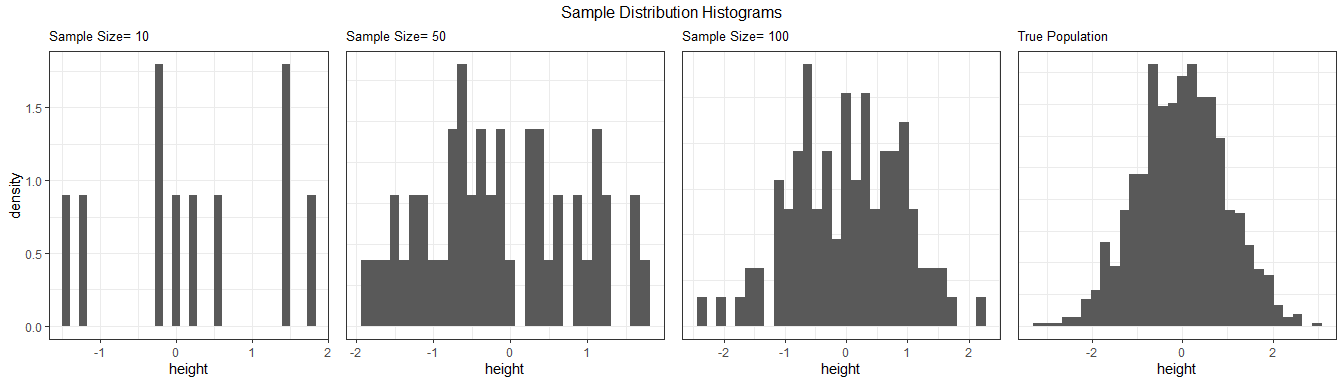 Sample Distribution Histograms
Sample Size= 10
Sample Size= 50
Sample Size= 100
True Population
density
1.5
1.0
0.5
0.0
-1 0 1 2
-2 -1 0 1
-2 -1 0 1 2
-2 0 2
height
height
height
height